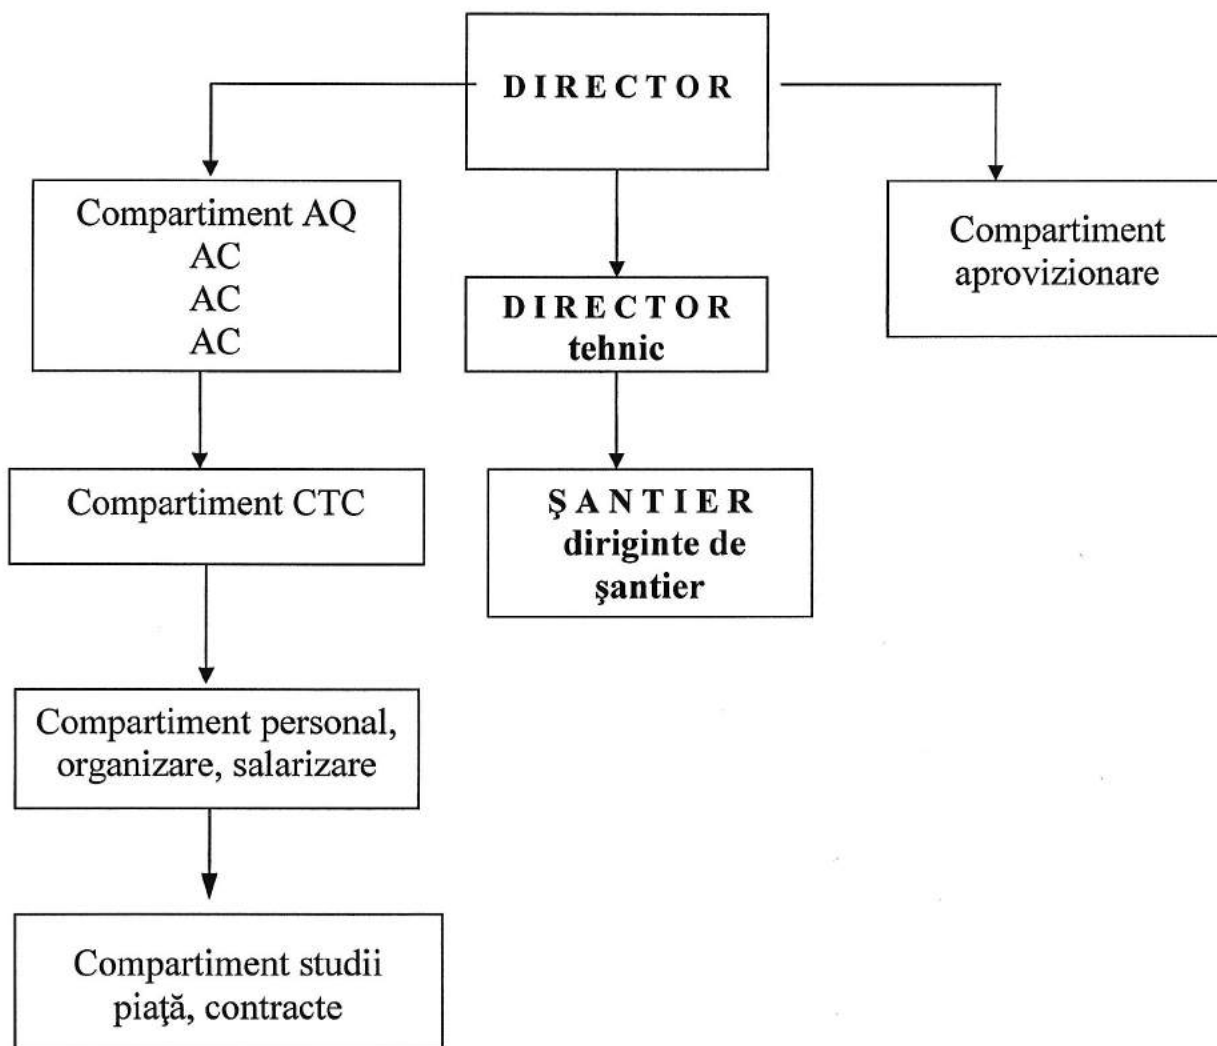 DIRECTOR
Compartiment AQ
AC
AC
AC
Compartiment
aprovizionare
DIRECTOR
tehnic
Compartiment CTC
ŞANTIER
diriginte de
şantier
Compartiment personal,
organizare, salarizare
Compartiment studii
piaţă, contracte